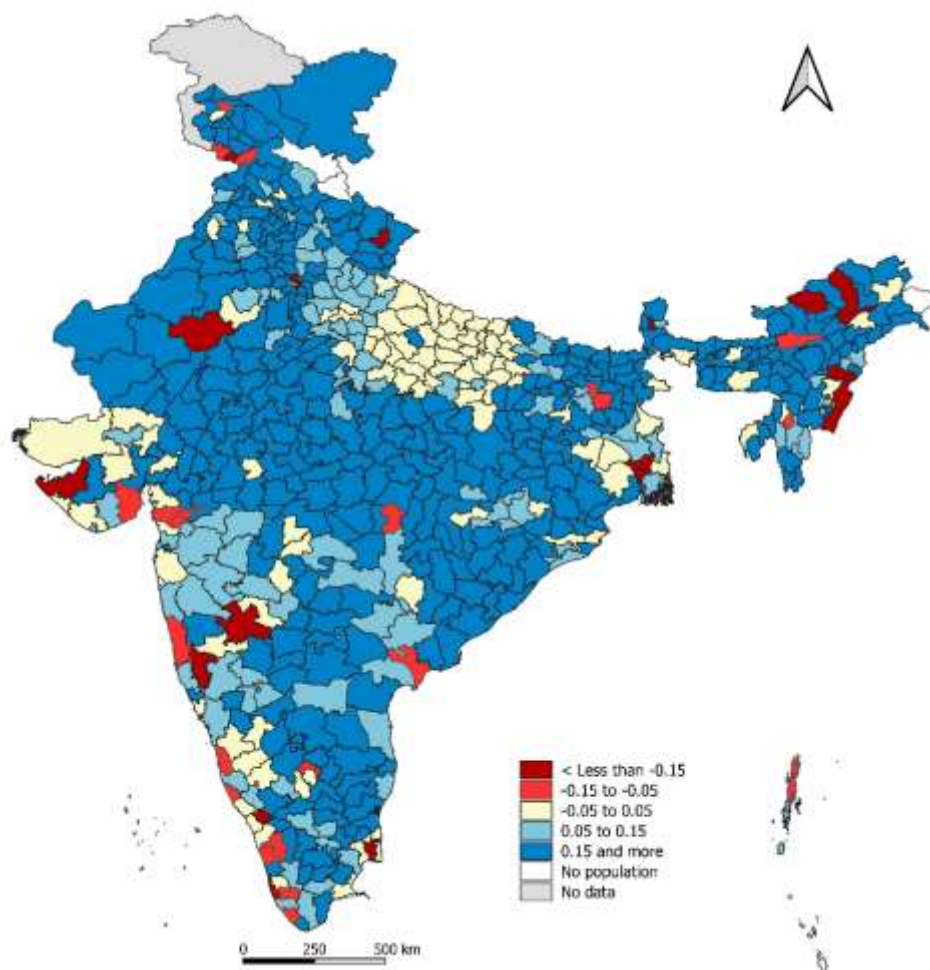 < Less than -0.15
-0.15 to -0.05
-0.05 to 0.05
0.05 to 0.15
0.15 and more
No population
No data
0 250 500 km